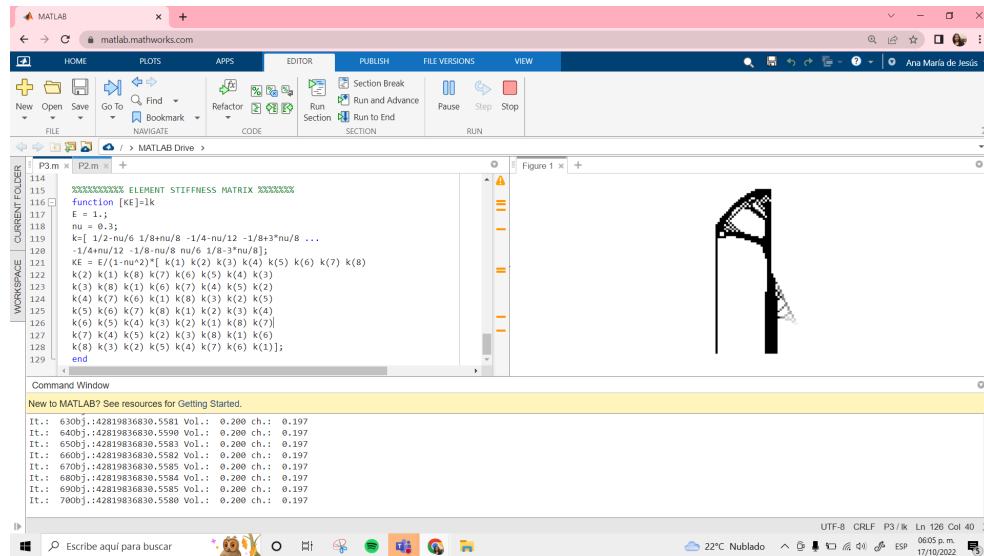 MATLAB
matlab.mathworks.com
HOME PLOTS APPS EDITOR PUBLISH FILE VERSIONS VIEW
Ana María de Jesús
New Open Save Go To Find Bookmark Refactor Run Section Section Break Run and Advance Run to End Pause Step Stop
FILE NAVIGATE CODE SECTION RUN
/ > MATLAB Drive >
P3.m × P2.m × +
Figure 1 × +
CURRENT FOLDER
WORKSPACE
114
115 %%%%%%%%%% ELEMENT STIFFNESS MATRIX %%%%%%%
116 function [KE]=lk
117 E = 1.;
118 nu = 0.3;
119 k=[ 1/2-nu/6 1/8+nu/8 -1/4-nu/12 -1/8+3*nu/8 ...
120 -1/4+nu/12 -1/8-nu/8 nu/6 1/8-3*nu/8];
121 KE = E/(1-nu^2)*[ k(1) k(2) k(3) k(4) k(5) k(6) k(7) k(8)
122 k(2) k(1) k(8) k(7) k(6) k(5) k(4) k(3)
123 k(3) k(8) k(1) k(6) k(7) k(4) k(5) k(2)
124 k(4) k(7) k(6) k(1) k(8) k(3) k(2) k(5)
125 k(5) k(6) k(7) k(8) k(1) k(2) k(3) k(4)
126 k(6) k(5) k(4) k(3) k(2) k(1) k(8) k(7)
127 k(7) k(4) k(5) k(2) k(3) k(8) k(1) k(6)
128 k(8) k(3) k(2) k(5) k(4) k(7) k(6) k(1)];
129 end
Command Window
New to MATLAB? See resources for Getting Started.
It.: 63Obj.:42819836830.5581 Vol.: 0.200 ch.: 0.197
It.: 64Obj.:42819836830.5590 Vol.: 0.200 ch.: 0.197
It.: 65Obj.:42819836830.5583 Vol.: 0.200 ch.: 0.197
It.: 66Obj.:42819836830.5582 Vol.: 0.200 ch.: 0.197
It.: 67Obj.:42819836830.5585 Vol.: 0.200 ch.: 0.197
It.: 68Obj.:42819836830.5584 Vol.: 0.200 ch.: 0.197
It.: 69Obj.:42819836830.5585 Vol.: 0.200 ch.: 0.197
It.: 70Obj.:42819836830.5580 Vol.: 0.200 ch.: 0.197
UTF-8 CRLF P3 / lk Ln 126 Col 40
Escribe aquí para buscar
22°C Nublado
ESP
06:05 p. m.
17/10/2022